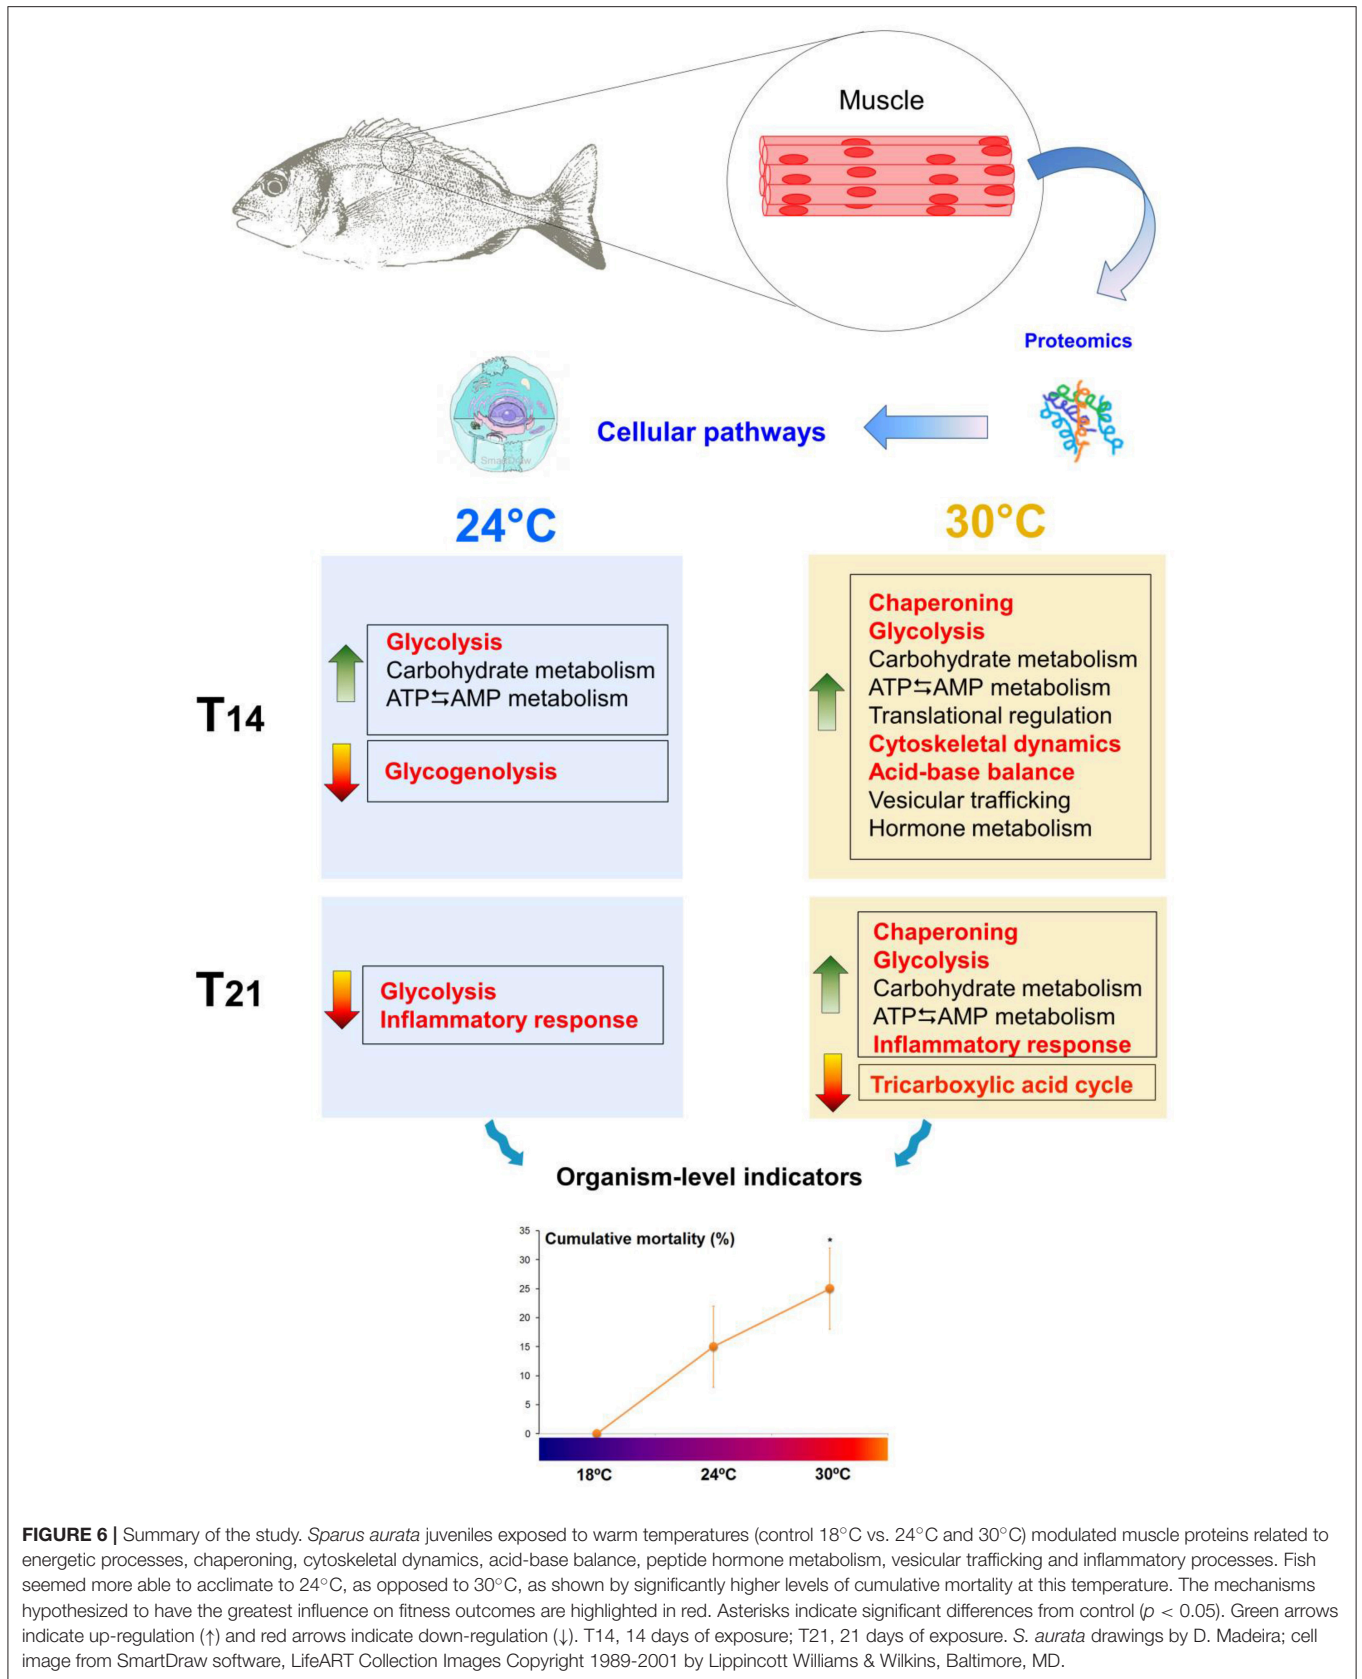 Muscle
Proteomics
SmartDraw
Cellular pathways
24°C
30°C
T14
Glycolysis
Carbohydrate metabolism
ATP⇆AMP metabolism
Glycogenolysis
Chaperoning
Glycolysis
Carbohydrate metabolism
ATP⇆AMP metabolism
Translational regulation
Cytoskeletal dynamics
Acid-base balance
Vesicular trafficking
Hormone metabolism
T21
Glycolysis
Inflammatory response
Chaperoning
Glycolysis
Carbohydrate metabolism
ATP⇆AMP metabolism
Inflammatory response
Tricarboxylic acid cycle
Organism-level indicators
Cumulative mortality (%)
*
35
30
25
20
15
10
5
0
18ºC 24ºC 30ºC
FIGURE 6 | Summary of the study. Sparus aurata juveniles exposed to warm temperatures (control 18°C vs. 24°C and 30°C) modulated muscle proteins related to
energetic processes, chaperoning, cytoskeletal dynamics, acid-base balance, peptide hormone metabolism, vesicular trafficking and inflammatory processes. Fish
seemed more able to acclimate to 24°C, as opposed to 30°C, as shown by significantly higher levels of cumulative mortality at this temperature. The mechanisms
hypothesized to have the greatest influence on fitness outcomes are highlighted in red. Asterisks indicate significant differences from control (p < 0.05). Green arrows
indicate up-regulation (↑) and red arrows indicate down-regulation (↓). T14, 14 days of exposure; T21, 21 days of exposure. S. aurata drawings by D. Madeira; cell
image from SmartDraw software, LifeART Collection Images Copyright 1989-2001 by Lippincott Williams & Wilkins, Baltimore, MD.